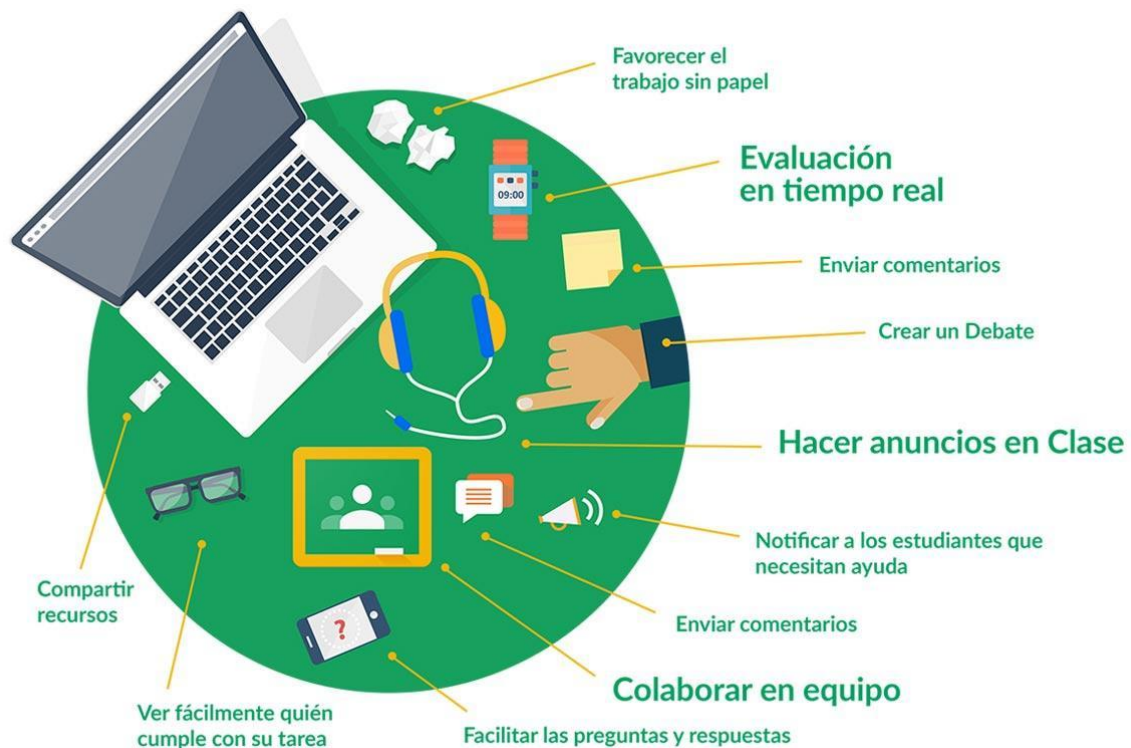 Favorecer el
trabajo sin papel
Evaluación
en tiempo real
09:00
Enviar comentarios
Crear un Debate
Hacer anuncios en Clase
Notificar a los estudiantes que
necesitan ayuda
Compartir
recursos
Enviar comentarios
?
Colaborar en equipo
Ver fácilmente quién
cumple con su tarea
Facilitar las preguntas y respuestas